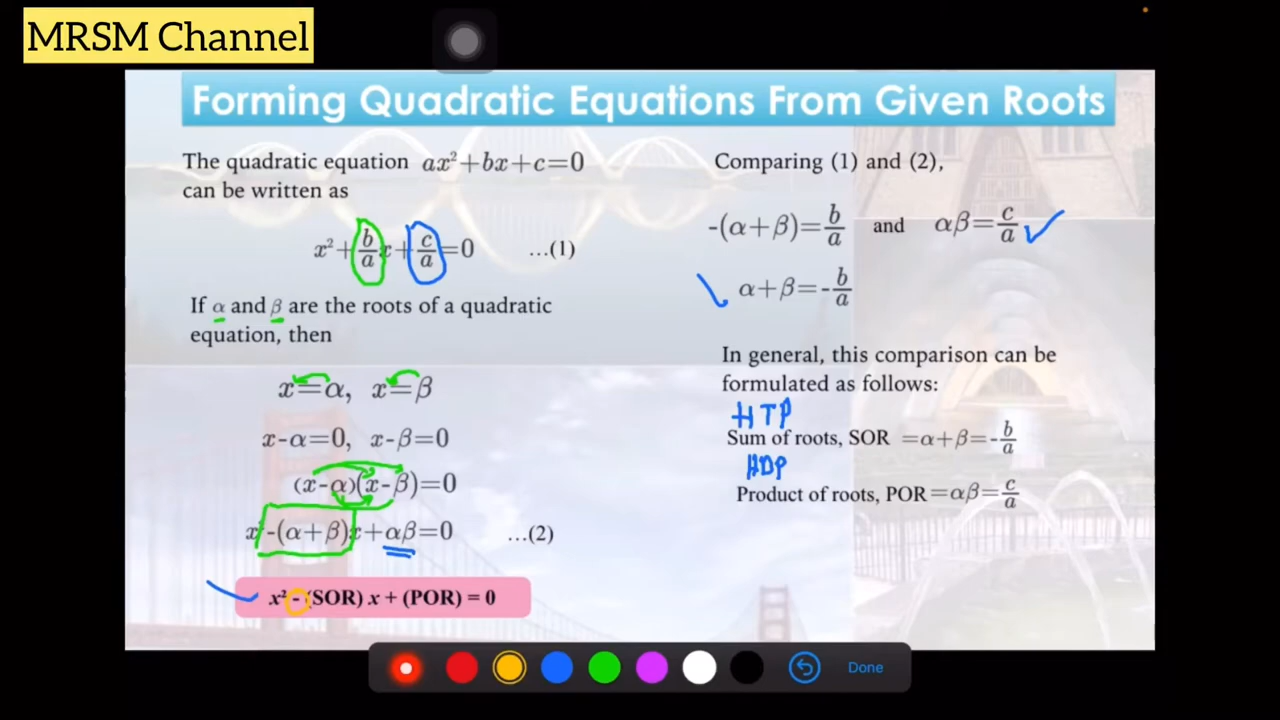 MRSM Channel
Forming Quadratic Equations From Given Roots
The quadratic equation ax²+bx+c=0
can be written as
x²+b/a x+c/a=0 ...(1)
If α and β are the roots of a quadratic
equation, then
x=α, x=β
x-α=0, x-β=0
(x-α)(x-β)=0
x²-(α+β)x+αβ=0 ...(2)
x² - (SOR) x + (POR) = 0
Comparing (1) and (2),
-(α+β)=b/a and αβ=c/a
α+β=-b/a
In general, this comparison can be
formulated as follows:
HTP
Sum of roots, SOR =α+β=-b/a
HDP
Product of roots, POR=αβ=c/a
Done